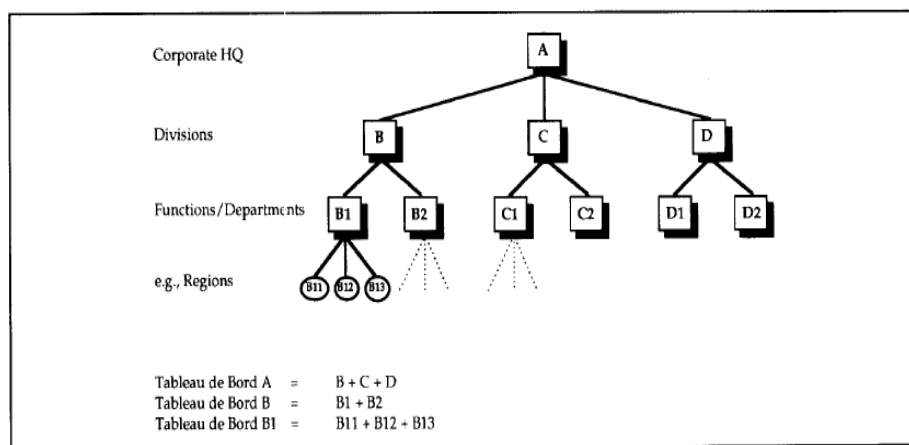 Corporate HQ A
Divisions B C D
Functions/Departments B1 B2 C1 C2 D1 D2
e.g., Regions B11 B12 B13
Tableau de Bord A = B + C + D
Tableau de Bord B = B1 + B2
Tableau de Bord B1 = B11 + B12 + B13